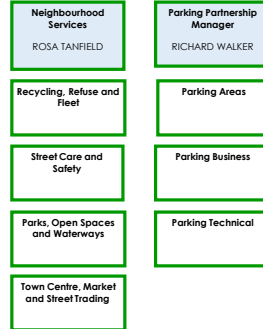 Neighbourhood
Services
ROSA TANFIELD
Recycling, Refuse and
Fleet
Street Care and
Safety
Parks, Open Spaces
and Waterways
Town Centre, Market
and Street Trading
Parking Partnership
Manager
RICHARD WALKER
Parking Areas
Parking Business
Parking Technical